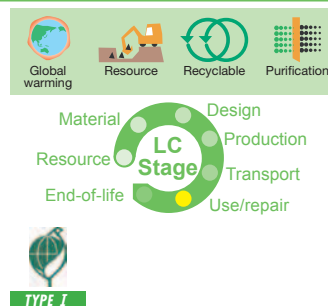 Global
warming
Resource
Recyclable
Purification
Material
Design
LC
Stage
Production
Resource
Transport
End-of-life
Use/repair
TYPE I